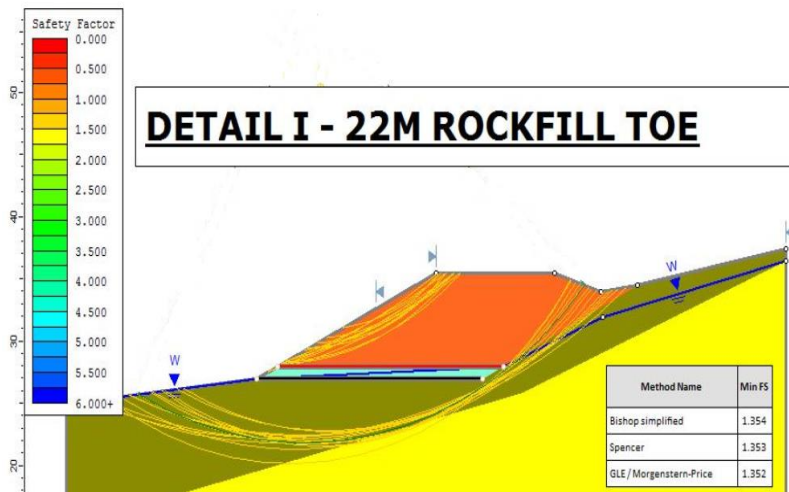 Safety Factor
0.000
0.500
1.000
1.500
2.000
2.500
3.000
3.500
4.000
4.500
5.000
5.500
6.000+
50
40
30
20
DETAIL I - 22M ROCKFILL TOE
W
W
Method Name Min FS
Bishop simplified 1.354
Spencer 1.353
GLE / Morgenstern-Price 1.352